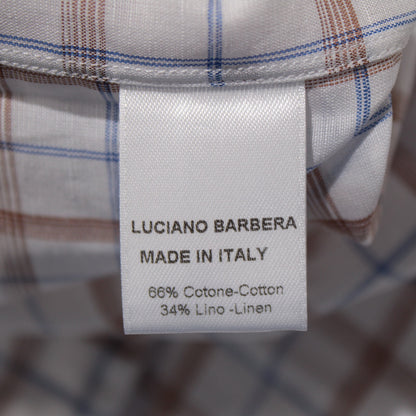 LUCIANO BARBERA
MADE IN ITALY
66% Cotone-Cotton
34% Lino -Linen